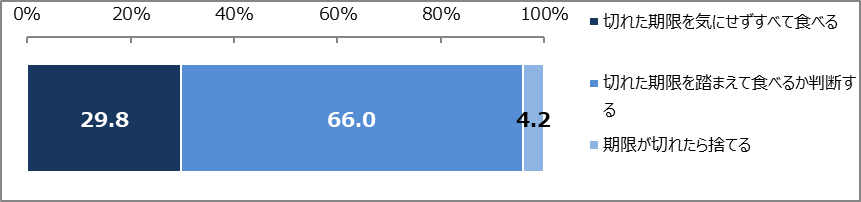 0% 20% 40% 60% 80% 100%
29.8 66.0 4.2
切れた期限を気にせずすべて食べる
切れた期限を踏まえて食べるか判断す
る
期限が切れたら捨てる